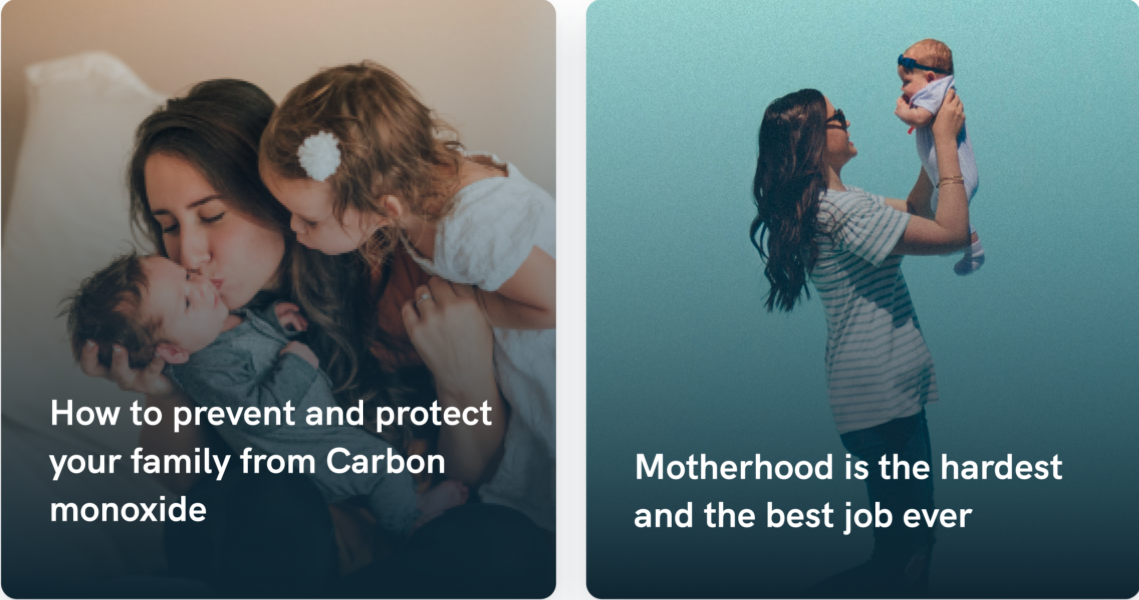 How to prevent and protect
your family from Carbon
monoxide
Motherhood is the hardest
and the best job ever